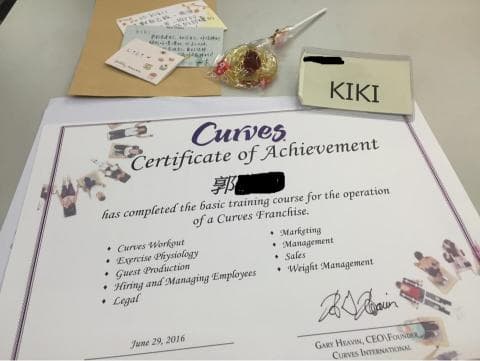 KIKI
Curves
Certificate of Achievement
郭
has completed the basic training course for the operation
of a Curves Franchise.
• Curves Workout
• Exercise Physiology
• Guest Production
• Hiring and Managing Employees
• Legal
• Marketing
• Management
• Sales
• Weight Management
June 29, 2016
GARY HEAVIN, CEO\FOUNDER
CURVES INTERNATIONAL